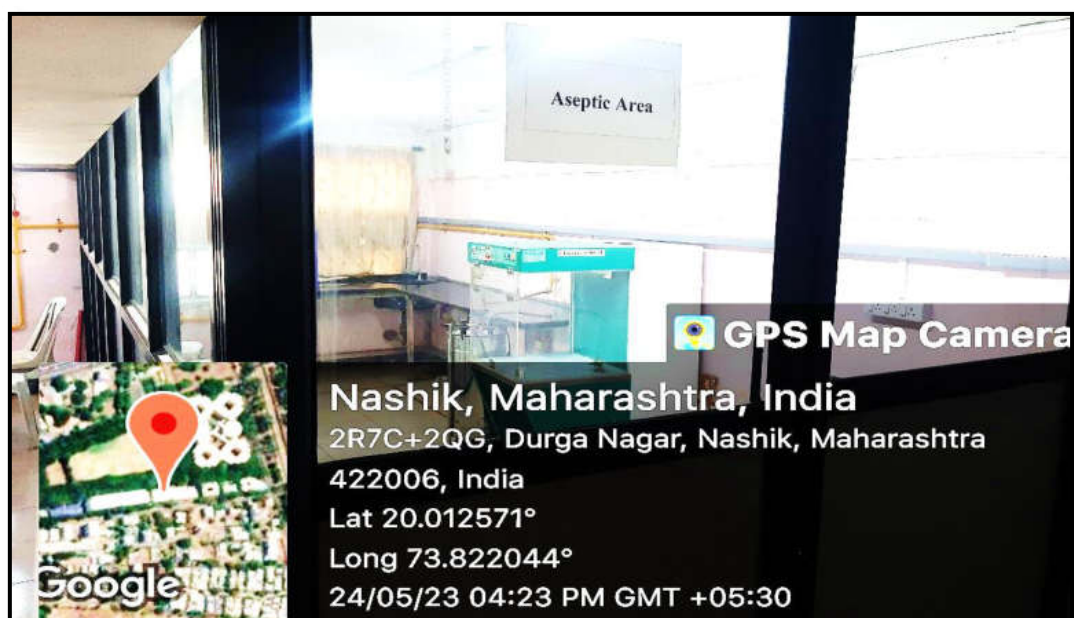 Aseptic Area
GPS Map Camera
Nashik, Maharashtra, India
2R7C+2QG, Durga Nagar, Nashik, Maharashtra
422006, India
Lat 20.012571°
Long 73.822044°
24/05/23 04:23 PM GMT +05:30
Google